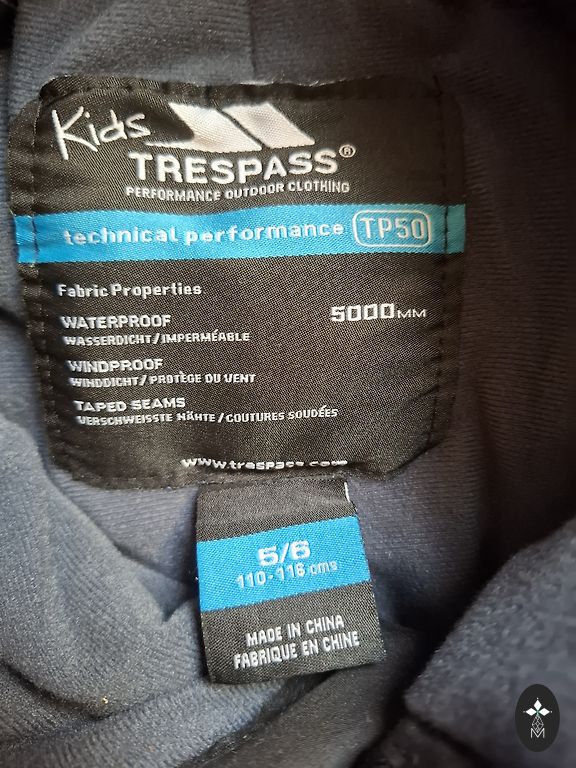 Kids
TRESPASS®
PERFORMANCE OUTDOOR CLOTHING
technical performance TP50
Fabric Properties
WATERPROOF 5000MM
WASSERDICHT/IMPERMÉABLE
WINDPROOF
WINDDICHT/PROTÈGE DU VENT
TAPED SEAMS
VERSCHWEISSTE NÄHTE/COUTURES SOUDÉES
www.trespass.com
5/6
110-116 cms
MADE IN CHINA
FABRIQUE EN CHINE
M